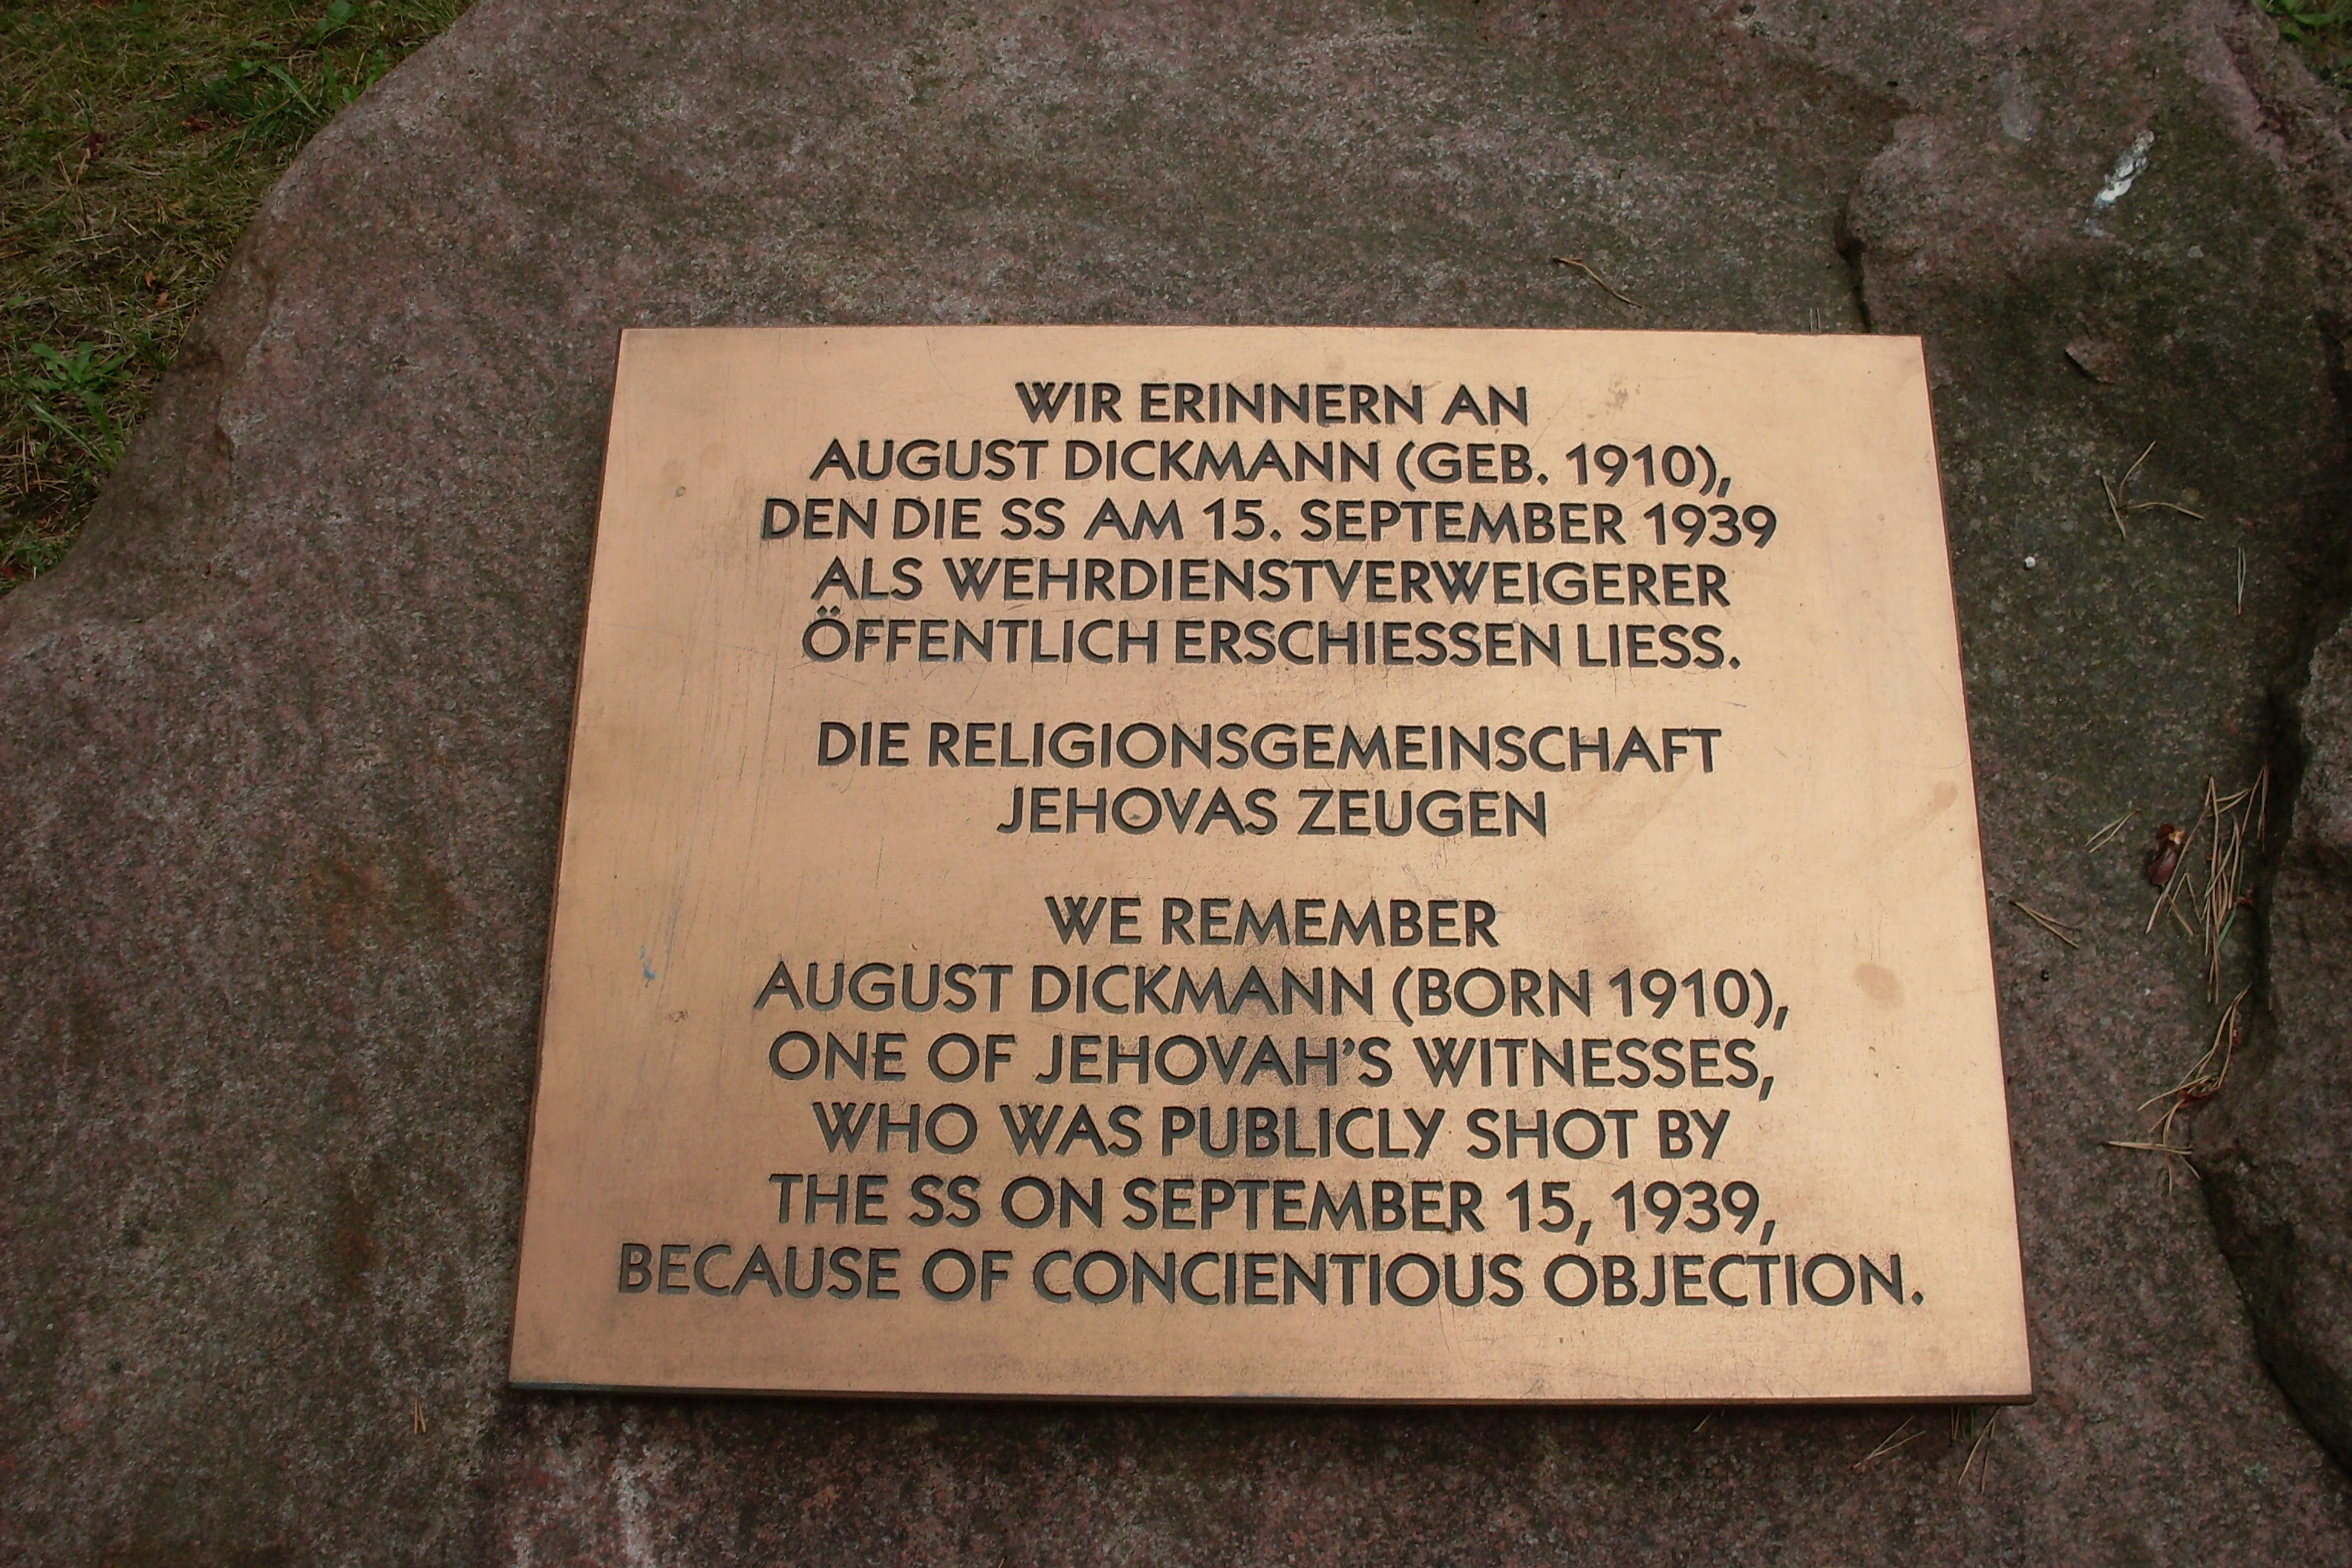 WIR ERINNERN AN
AUGUST DICKMANN (GEB. 1910),
DEN DIE SS AM 15. SEPTEMBER 1939
ALS WEHRDIENSTVERWEIGERER
ÖFFENTLICH ERSCHIESSEN LIESS.
DIE RELIGIONSGEMEINSCHAFT
JEHOVAS ZEUGEN
WE REMEMBER
AUGUST DICKMANN (BORN 1910),
ONE OF JEHOVAH'S WITNESSES,
WHO WAS PUBLICLY SHOT BY
THE SS ON SEPTEMBER 15, 1939,
BECAUSE OF CONCIENTIOUS OBJECTION.